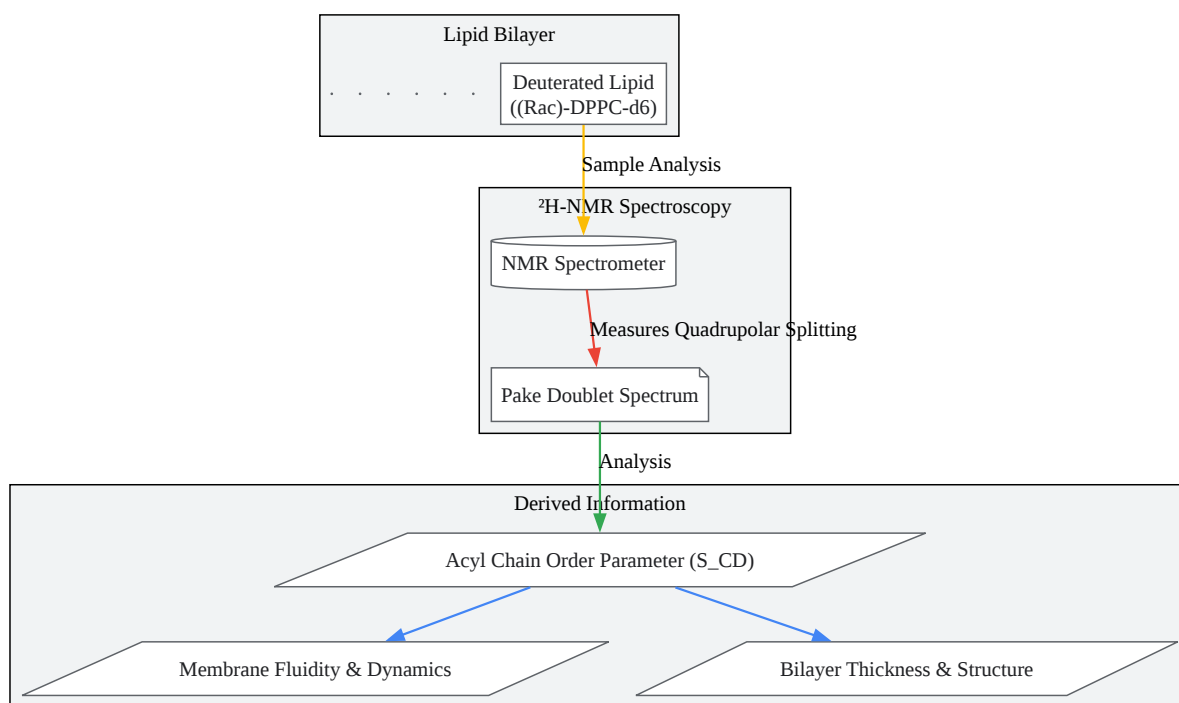 Lipid Bilayer
. . . . . .
Deuterated Lipid
((Rac)-DPPC-d6)
Sample Analysis
²H-NMR Spectroscopy
NMR Spectrometer
Measures Quadrupolar Splitting
Pake Doublet Spectrum
Analysis
Derived Information
Acyl Chain Order Parameter (S_CD)
Membrane Fluidity & Dynamics
Bilayer Thickness & Structure